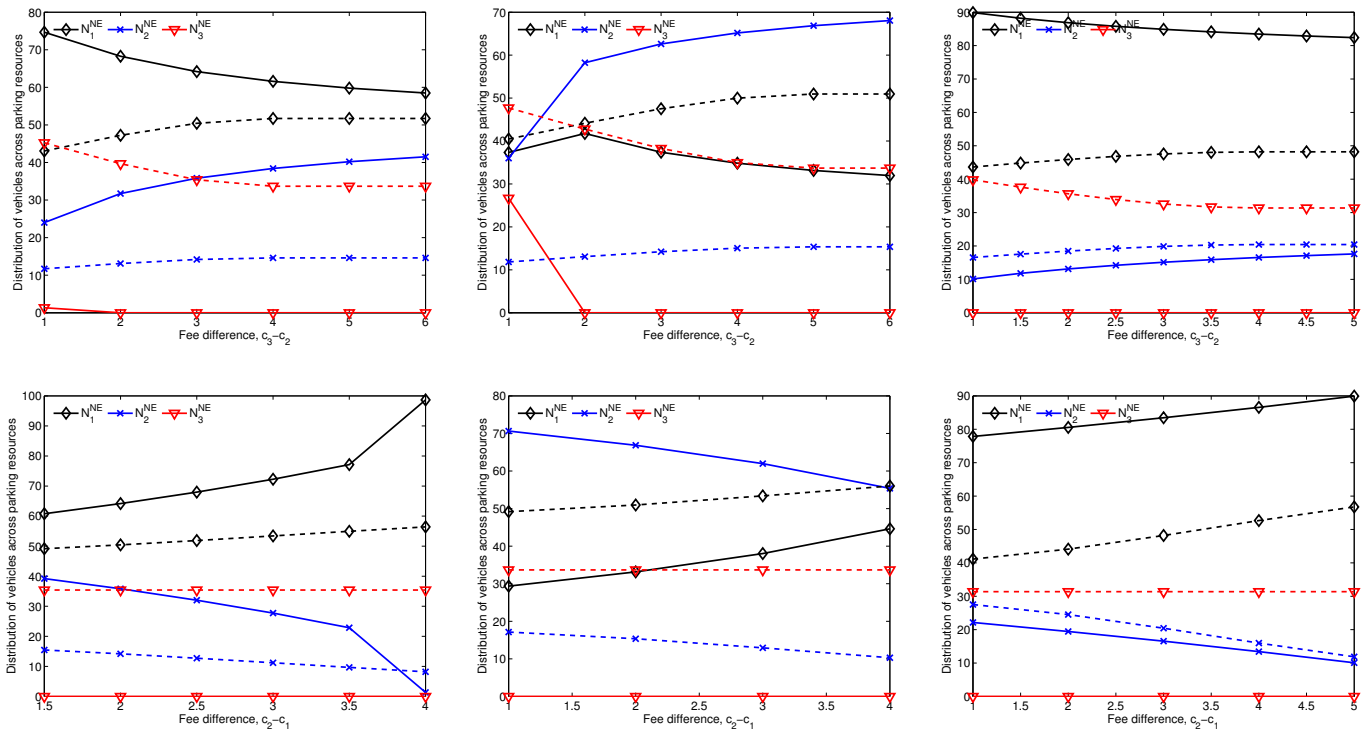 Distribution of vehicles across parking resources
80
70
60
50
40
30
20
10
0
N₁ᴺᴱ N₂ᴺᴱ N₃ᴺᴱ
1 2 3 4 5 6
Fee difference, c₃−c₂
Distribution of vehicles across parking resources
70
60
50
40
30
20
10
0
N₁ᴺᴱ N₂ᴺᴱ N₃ᴺᴱ
1 2 3 4 5 6
Fee difference, c₃−c₂
Distribution of vehicles across parking resources
90
80
70
60
50
40
30
20
10
0
N₁ᴺᴱ N₂ᴺᴱ N₃ᴺᴱ
1 1.5 2 2.5 3 3.5 4 4.5 5
Fee difference, c₃−c₂
Distribution of vehicles across parking resources
100
90
80
70
60
50
40
30
20
10
0
N₁ᴺᴱ N₂ᴺᴱ N₃ᴺᴱ
1.5 2 2.5 3 3.5 4
Fee difference, c₂−c₁
Distribution of vehicles across parking resources
80
70
60
50
40
30
20
10
0
N₁ᴺᴱ N₂ᴺᴱ N₃ᴺᴱ
1 1.5 2 2.5 3 3.5 4
Fee difference, c₂−c₁
Distribution of vehicles across parking resources
90
80
70
60
50
40
30
20
10
0
N₁ᴺᴱ N₂ᴺᴱ N₃ᴺᴱ
1 1.5 2 2.5 3 3.5 4 4.5 5
Fee difference, c₂−c₁